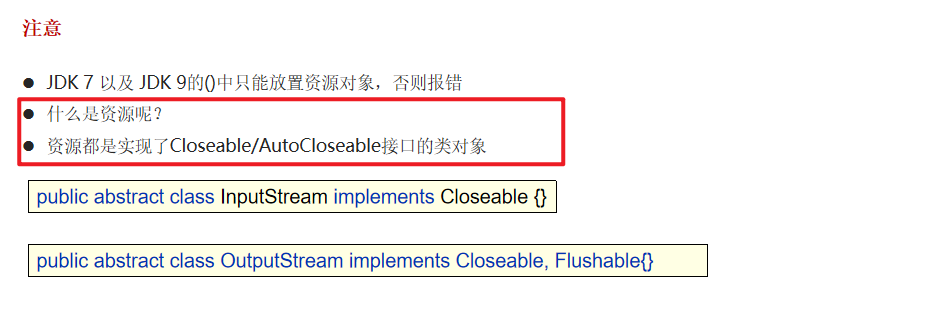 注意
● JDK 7 以及 JDK 9的()中只能放置资源对象，否则报错
● 什么是资源呢？
● 资源都是实现了Closeable/AutoCloseable接口的类对象
public abstract class InputStream implements Closeable {}
public abstract class OutputStream implements Closeable, Flushable{}